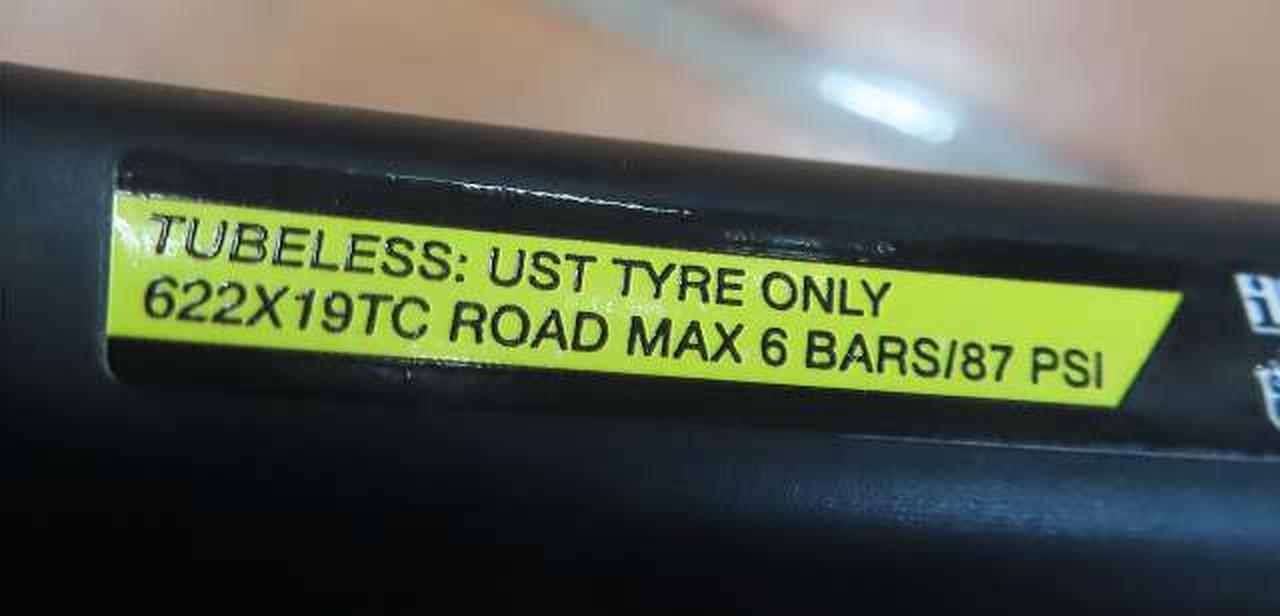 TUBELESS: UST TYRE ONLY
622X19TC ROAD MAX 6 BARS/87 PSI